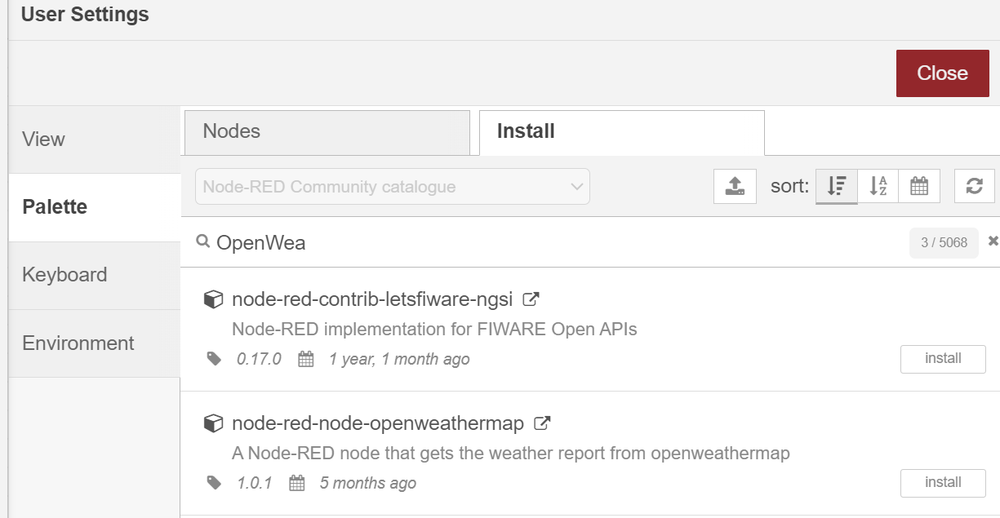 User Settings
Close
View
Palette
Keyboard
Environment
Nodes
Install
Node-RED Community catalogue
sort:
OpenWea
3 / 5068
node-red-contrib-letsfiware-ngsi
Node-RED implementation for FIWARE Open APIs
0.17.0 1 year, 1 month ago
install
node-red-node-openweathermap
A Node-RED node that gets the weather report from openweathermap
1.0.1 5 months ago
install